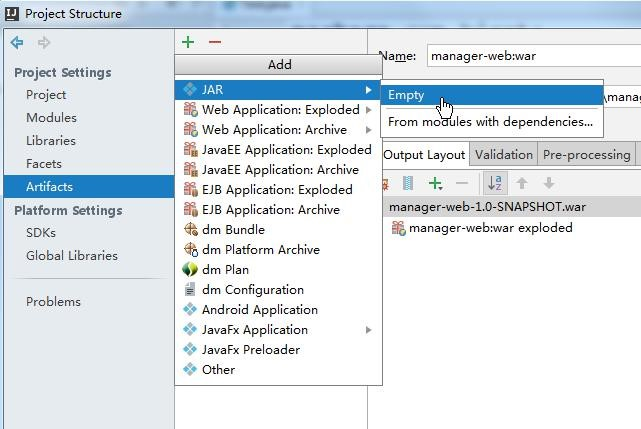 Project Structure
Project Settings
Project
Modules
Libraries
Facets
Artifacts
Platform Settings
SDKs
Global Libraries
Problems
Add
JAR
Web Application: Exploded
Web Application: Archive
JavaEE Application: Exploded
JavaEE Application: Archive
EJB Application: Exploded
EJB Application: Archive
dm Bundle
dm Platform Archive
dm Plan
dm Configuration
Android Application
JavaFx Application
JavaFx Preloader
Other
Empty
From modules with dependencies...
Name: manager-web:war
\mana
Output Layout Validation Pre-processing
manager-web-1.0-SNAPSHOT.war
manager-web:war exploded